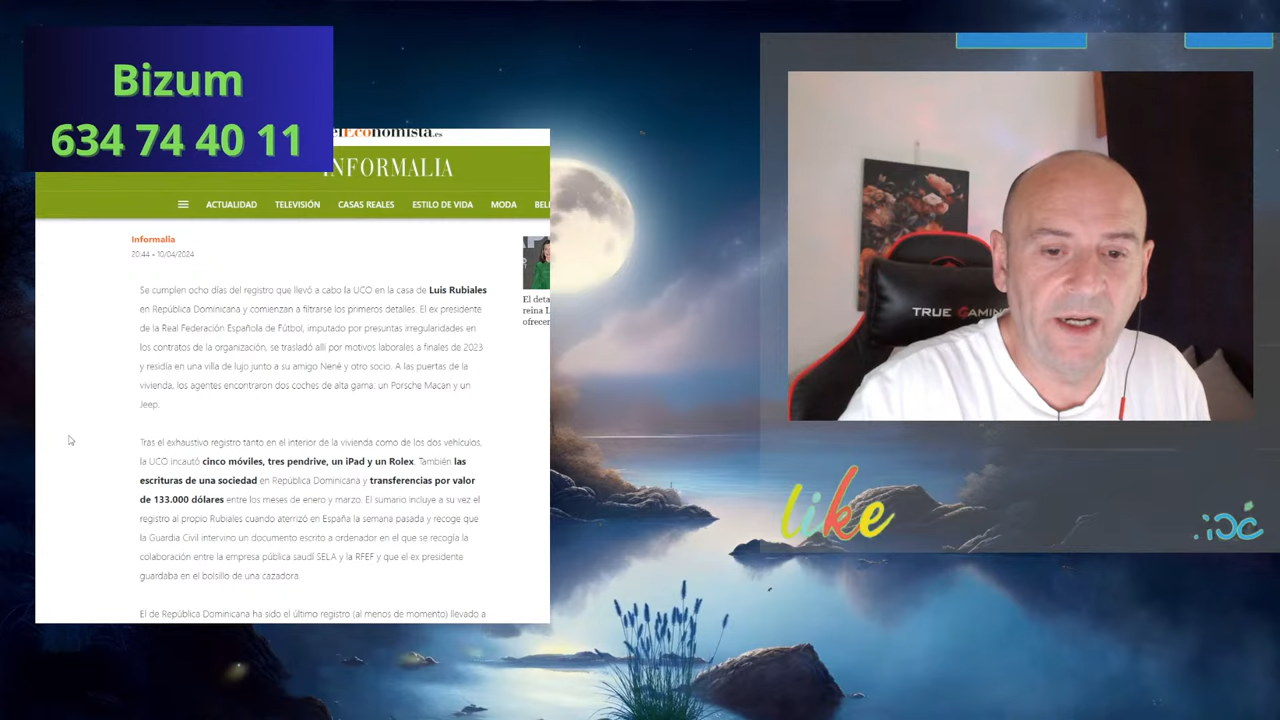 Bizum
634 74 40 11
elEconomista.es
INFORMALIA
ACTUALIDAD TELEVISIÓN CASAS REALES ESTILO DE VIDA MODA BEL
Informalia
20:44 - 10/04/2024
Se cumplen ocho días del registro que llevó a cabo la UCO en la casa de Luis Rubiales
en República Dominicana y comienzan a filtrarse los primeros detalles. El ex presidente
de la Real Federación Española de Fútbol, imputado por presuntas irregularidades en
los contratos de la organización, se trasladó allí por motivos laborales a finales de 2023
y residía en una villa de lujo junto a su amigo Nené y otro socio. A las puertas de la
vivienda, los agentes encontraron dos coches de alta gama: un Porsche Macan y un
Jeep.
Tras el exhaustivo registro tanto en el interior de la vivienda como de los dos vehículos,
la UCO incautó cinco móviles, tres pendrive, un iPad y un Rolex. También las
escrituras de una sociedad en República Dominicana y transferencias por valor
de 133.000 dólares entre los meses de enero y marzo. El sumario incluye a su vez el
registro al propio Rubiales cuando aterrizó en España la semana pasada y recoge que
la Guardia Civil intervino un documento escrito a ordenador en el que se recogía la
colaboración entre la empresa pública saudí SELA y la RFEF y que el ex presidente
guardaba en el bolsillo de una cazadora.
El de República Dominicana ha sido el último registro (al menos de momento) llevado a
El deta
reina L
ofrecer
TRUE GAMIN
like